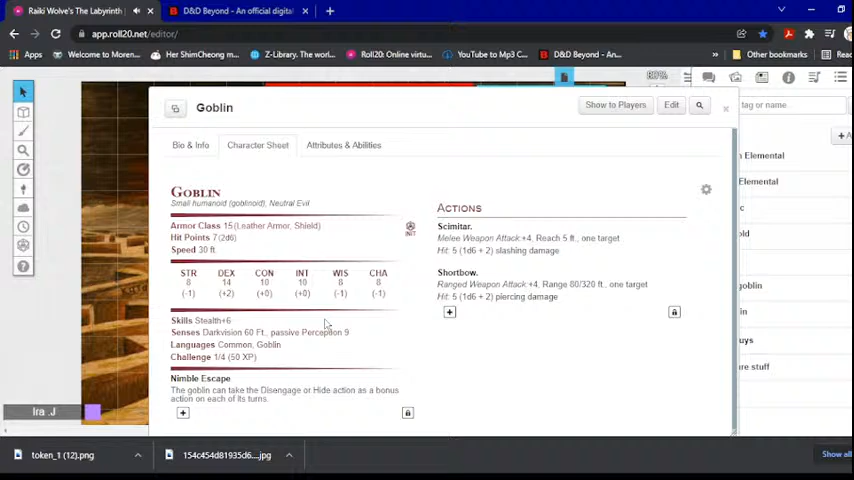 Raiki Wolve's The Labyrinth
D&D Beyond - An official digital
app.roll20.net/editor/
Apps
Welcome to Moren...
Her ShimCheong m...
Z-Library. The worl...
Roll20: Online virtu...
YouTube to Mp3 C...
D&D Beyond - An...
»
Other bookmarks
80%
Goblin
Show to Players
Edit
tag or name
Bio & Info
Character Sheet
Attributes & Abilities
GOBLIN
Small humanoid (goblinoid), Neutral Evil
Armor Class 15 (Leather Armor, Shield)
Hit Points 7 (2d6)
Speed 30 ft.
INIT
STR DEX CON INT WIS CHA
8 14 10 10 8 8
(-1) (+2) (+0) (+0) (-1) (-1)
Skills Stealth+6
Senses Darkvision 60 Ft., passive Perception 9
Languages Common, Goblin
Challenge 1/4 (50 XP)
Nimble Escape
The goblin can take the Disengage or Hide action as a bonus
action on each of its turns.
ACTIONS
Scimitar.
Melee Weapon Attack:+4, Reach 5 ft., one target
Hit: 5 (1d6 + 2) slashing damage
Shortbow.
Ranged Weapon Attack:+4, Range 80/320 ft., one target
Hit: 5 (1d6 + 2) piercing damage
Elemental
Elemental
oblin
uys
stuff
Ira .J
token_1 (12).png
154c454d81935d6....jpg
Show all